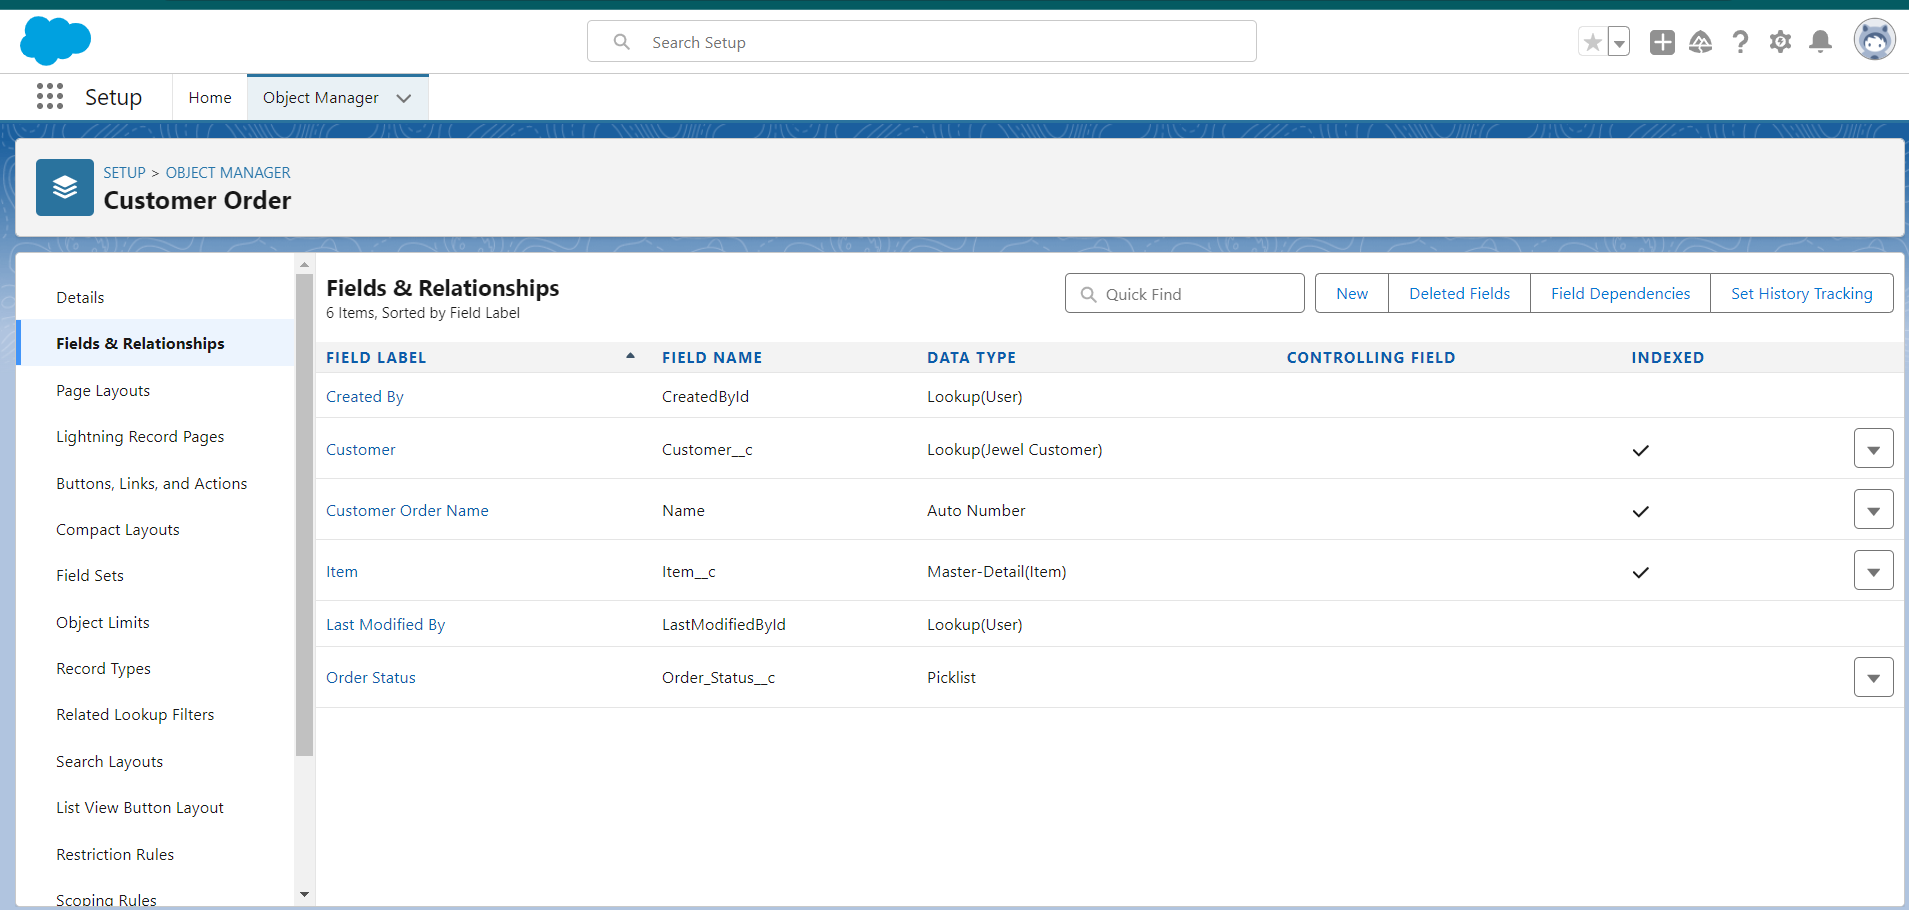 Search Setup
Setup
Home
Object Manager
SETUP > OBJECT MANAGER
Customer Order
Details
Fields & Relationships
Page Layouts
Lightning Record Pages
Buttons, Links, and Actions
Compact Layouts
Field Sets
Object Limits
Record Types
Related Lookup Filters
Search Layouts
List View Button Layout
Restriction Rules
Scoping Rules
Fields & Relationships
6 Items, Sorted by Field Label
Quick Find
New
Deleted Fields
Field Dependencies
Set History Tracking
FIELD LABEL FIELD NAME DATA TYPE CONTROLLING FIELD INDEXED
Created By CreatedById Lookup(User)
Customer Customer__c Lookup(Jewel Customer)
Customer Order Name Name Auto Number
Item Item__c Master-Detail(Item)
Last Modified By LastModifiedById Lookup(User)
Order Status Order_Status__c Picklist